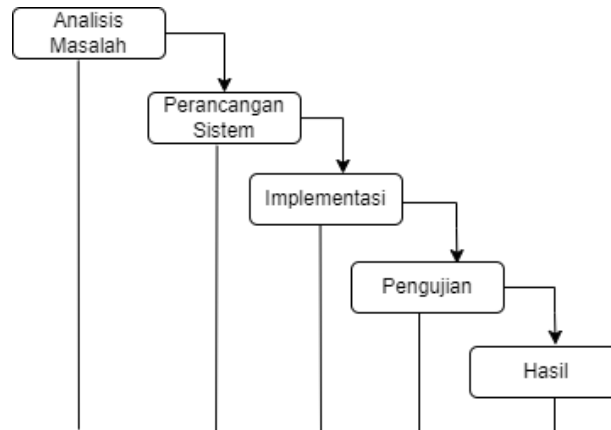 Analisis
Masalah
Perancangan
Sistem
Implementasi
Pengujian
Hasil